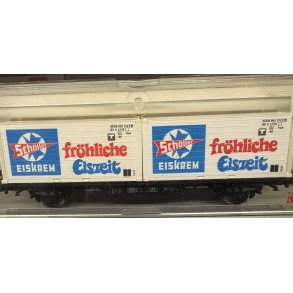 Schöller
EISKREM
fröhliche
Eiszeit
Schöller
EISKREM
fröhliche
Eiszeit